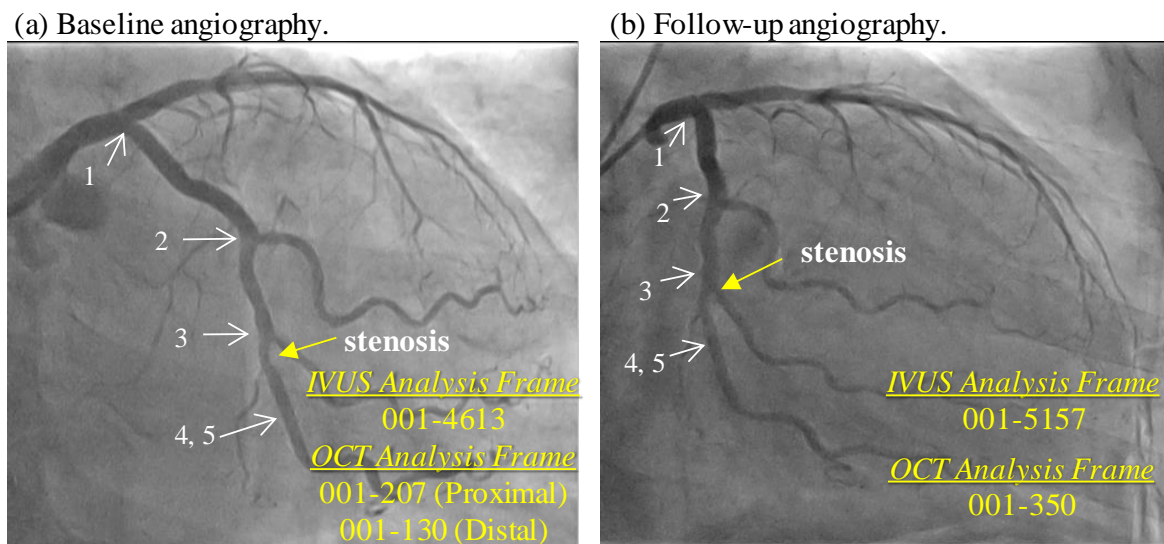 (a) Baseline angiography.
1
2
3
stenosis
IVUS Analysis Frame
001-4613
4, 5
OCT Analysis Frame
001-207 (Proximal)
001-130 (Distal)
(b) Follow-up angiography.
1
2
stenosis
3
4, 5
IVUS Analysis Frame
001-5157
OCT Analysis Frame
001-350